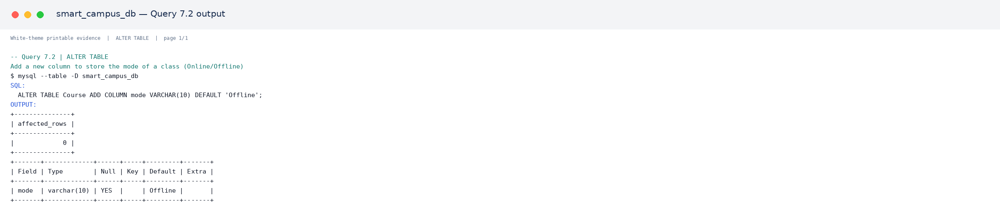 smart_campus_db — Query 7.2 output
White-theme printable evidence  |  ALTER TABLE  |  page 1/1
-- Query 7.2 | ALTER TABLE
Add a new column to store the mode of a class (Online/Offline)
$ mysql --table -D smart_campus_db
SQL:
  ALTER TABLE Course ADD COLUMN mode VARCHAR(10) DEFAULT 'Offline';
OUTPUT:
+---------------+
| affected_rows |
+---------------+
|             0 |
+---------------+
+-------+-------------+------+-----+---------+-------+
| Field | Type        | Null | Key | Default | Extra |
+-------+-------------+------+-----+---------+-------+
| mode  | varchar(10) | YES  |     | Offline |       |
+-------+-------------+------+-----+---------+-------+